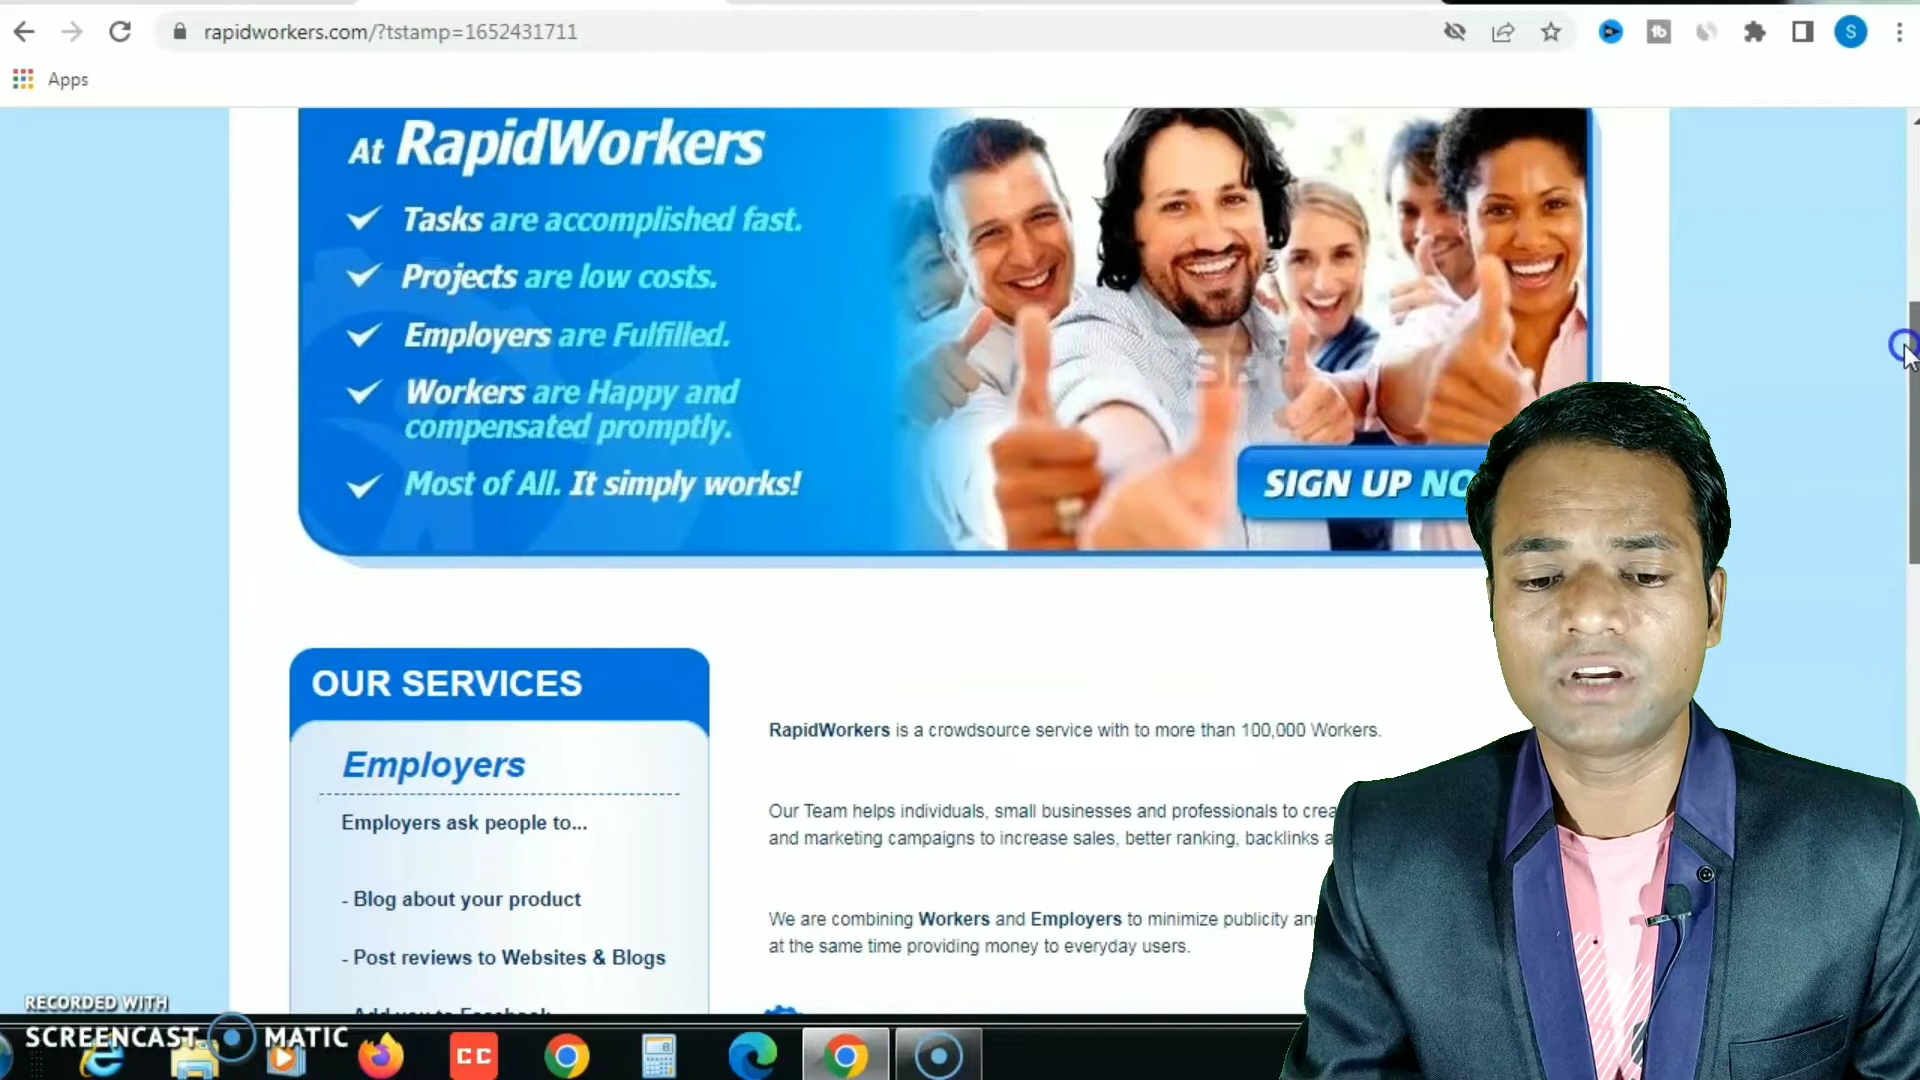 rapidworkers.com/?tstamp=1652431711
S
Apps
At RapidWorkers
Tasks are accomplished fast.
Projects are low costs.
Employers are Fulfilled.
Workers are Happy and
compensated promptly.
Most of All. It simply works!
SIGN UP NO
OUR SERVICES
Employers
Employers ask people to...
- Blog about your product
- Post reviews to Websites & Blogs
RapidWorkers is a crowdsource service with to more than 100,000 Workers.
Our Team helps individuals, small businesses and professionals to crea
and marketing campaigns to increase sales, better ranking, backlinks a
We are combining Workers and Employers to minimize publicity an
at the same time providing money to everyday users.
RECORDED WITH
SCREENCAST MATIC
CC